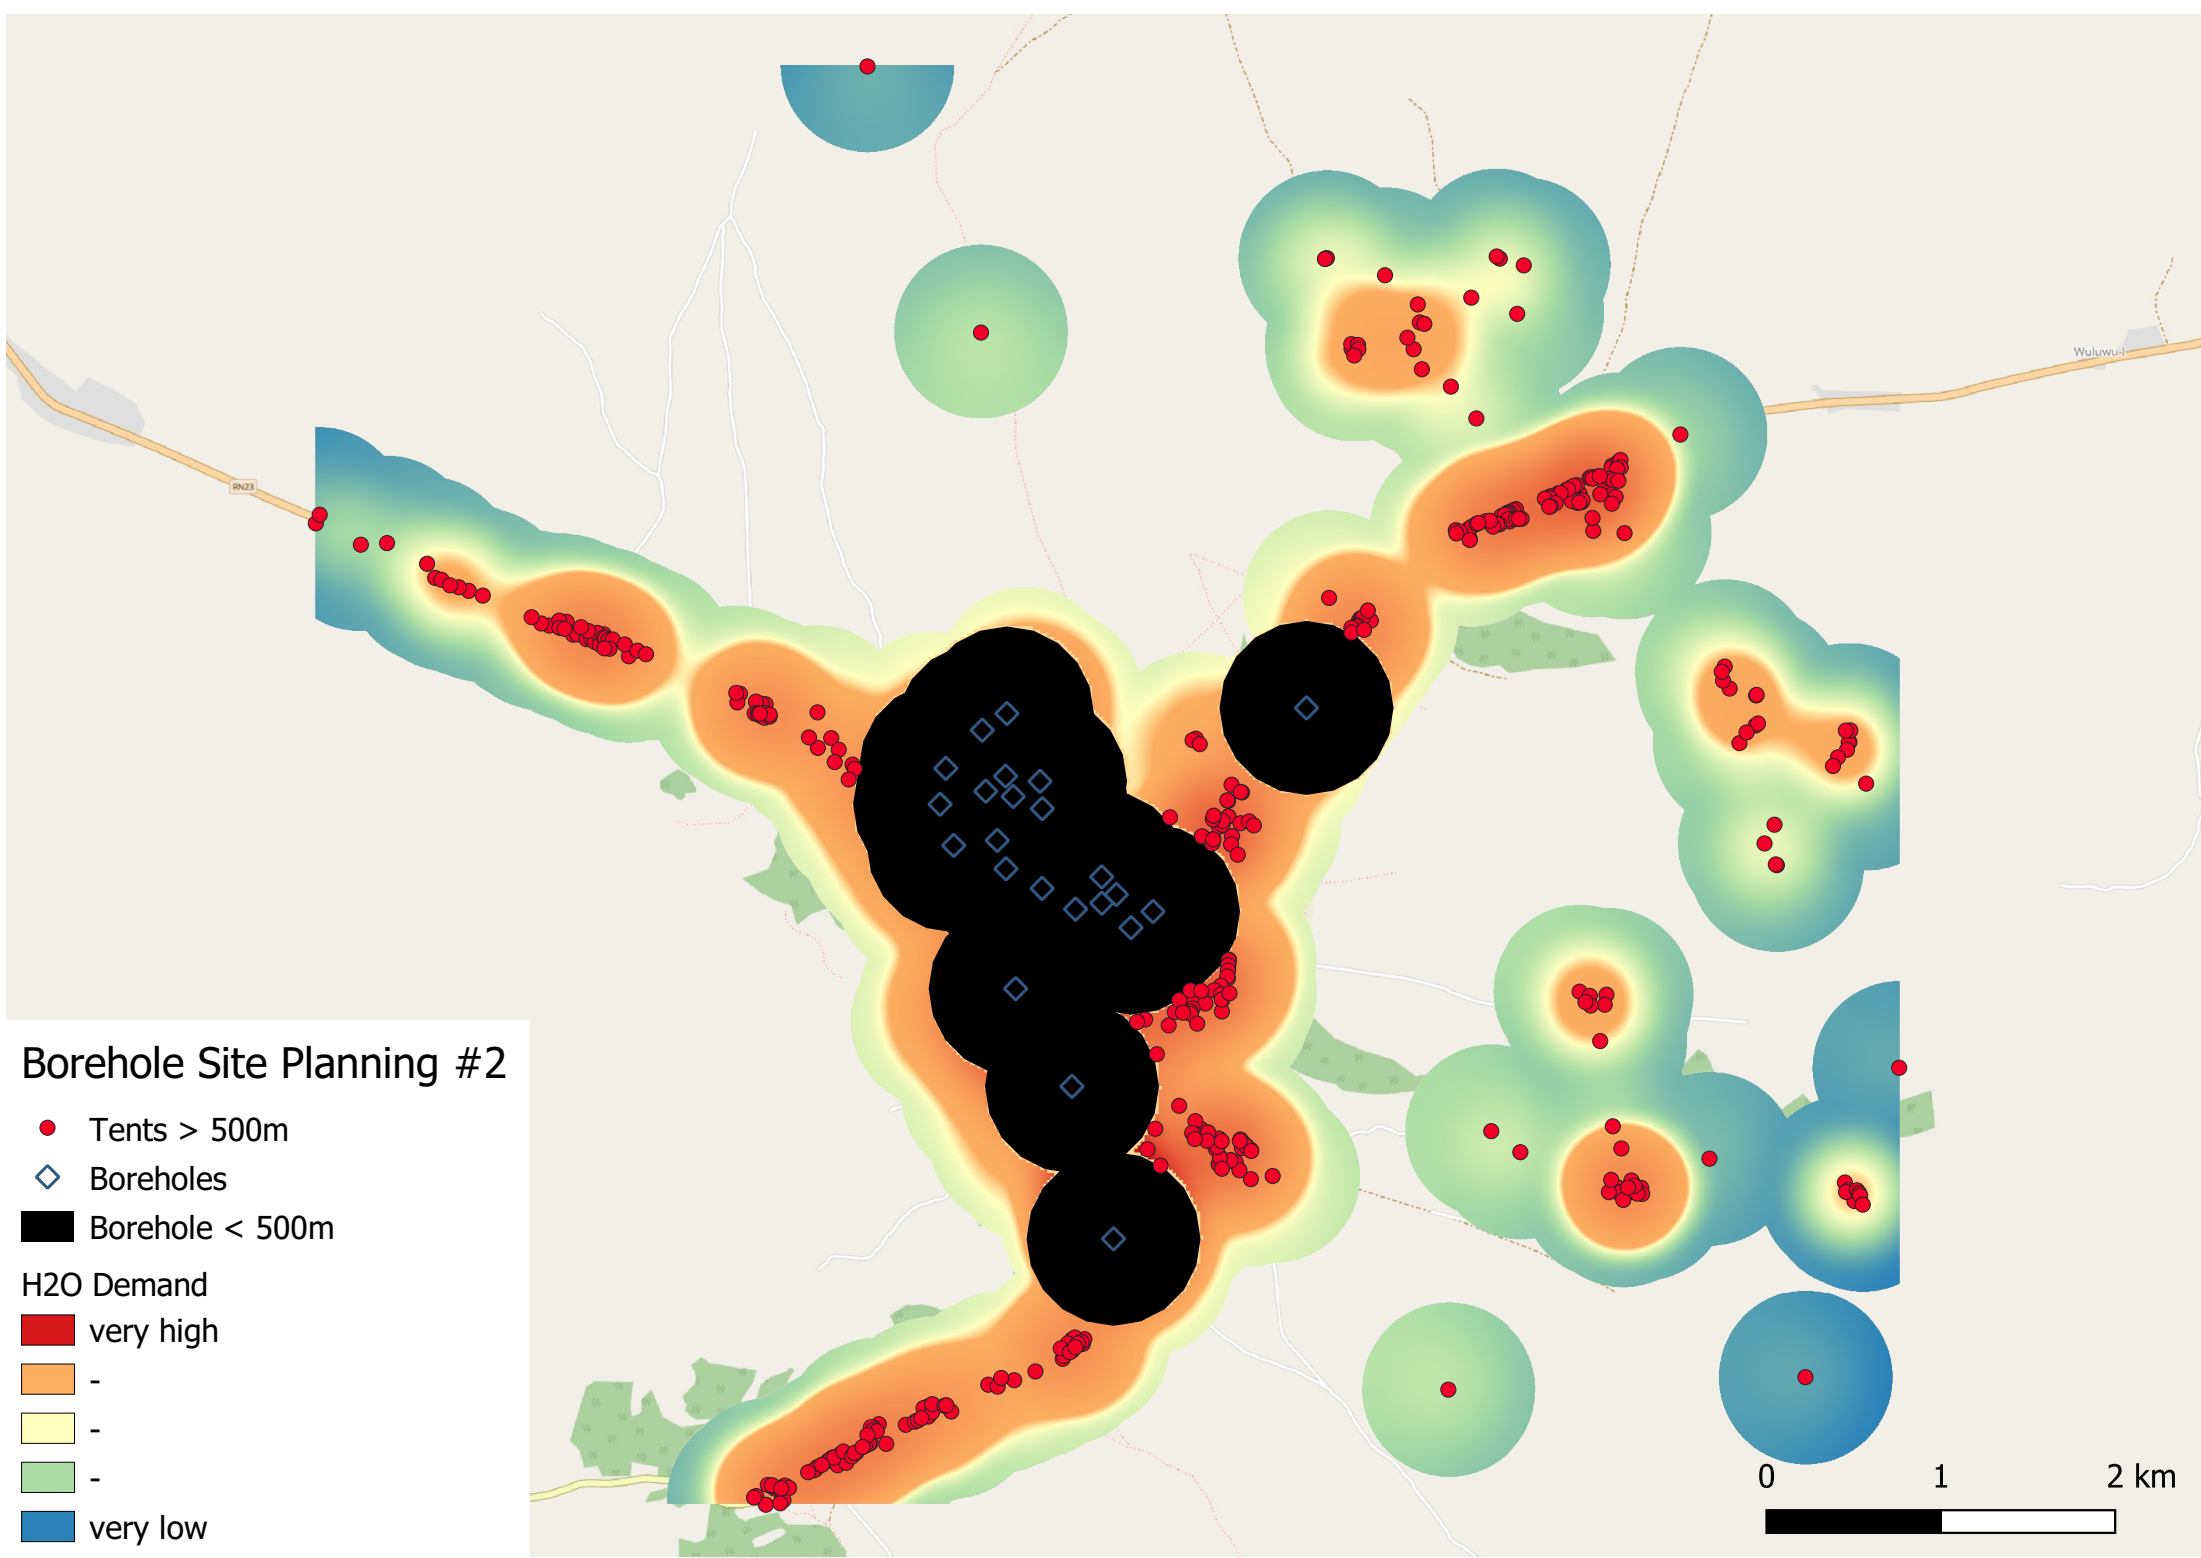 Wuluwu-I
RN23
Borehole Site Planning #2
Tents > 500m
Boreholes
Borehole < 500m
H2O Demand
very high
-
-
-
very low
0 1 2 km